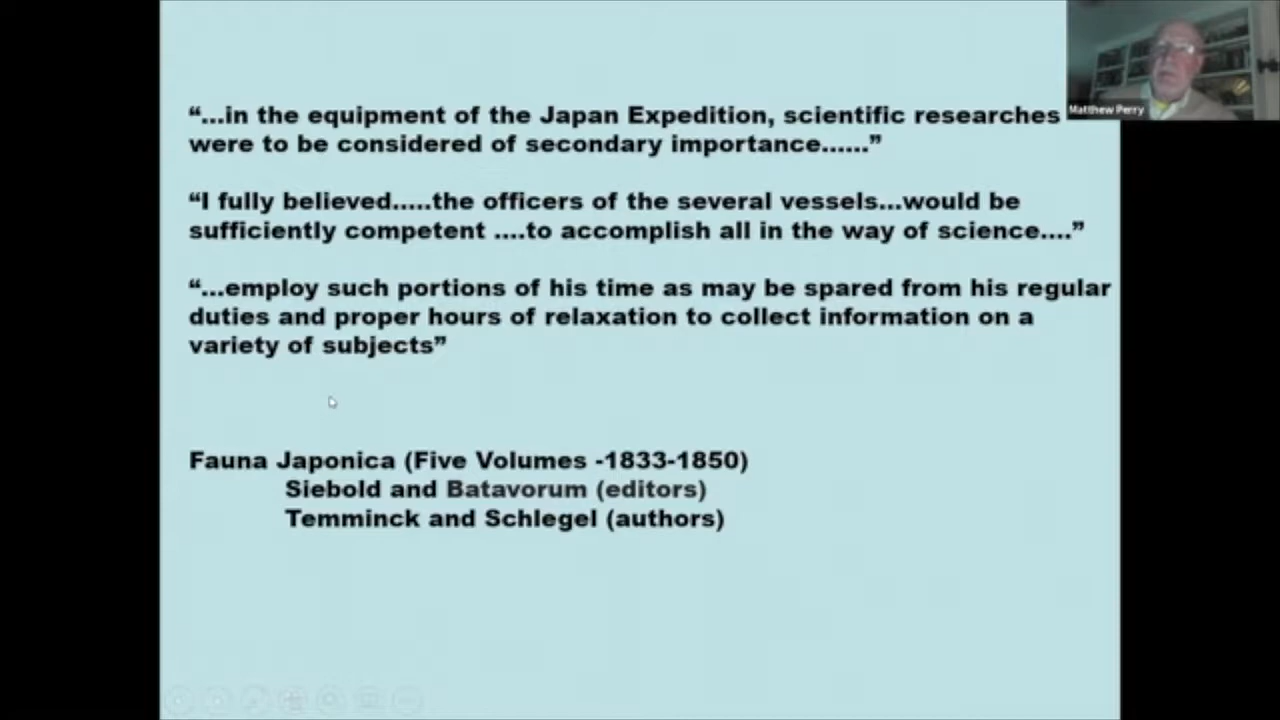 “...in the equipment of the Japan Expedition, scientific researches
were to be considered of secondary importance......”
“I fully believed.....the officers of the several vessels...would be
sufficiently competent ....to accomplish all in the way of science....”
“...employ such portions of his time as may be spared from his regular
duties and proper hours of relaxation to collect information on a
variety of subjects”
Fauna Japonica (Five Volumes -1833-1850)
Siebold and Batavorum (editors)
Temminck and Schlegel (authors)
Matthew Perry